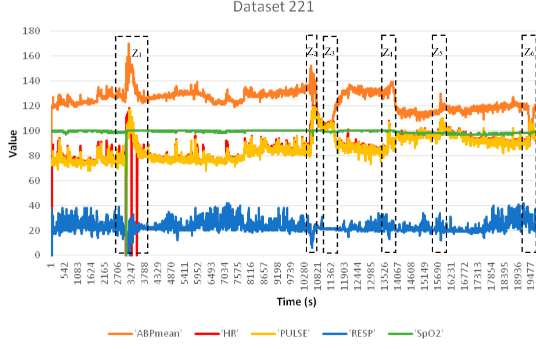 Dataset 221
180
160
140
120
100
80
60
40
20
0
Value
Z₁
Z₂
Z₃
Z₄
Z₅
Z₆
1 542 1083 1624 2165 2706 3247 3788 4329 4870 5411 5952 6493 7034 7575 8116 8657 9198 9739 10280 10821 11362 11903 12444 12985 13526 14067 14608 15149 15690 16231 16772 17313 17854 18395 18936 19477
Time (s)
'ABPmean' 'HR' 'PULSE' 'RESP' 'SpO2'